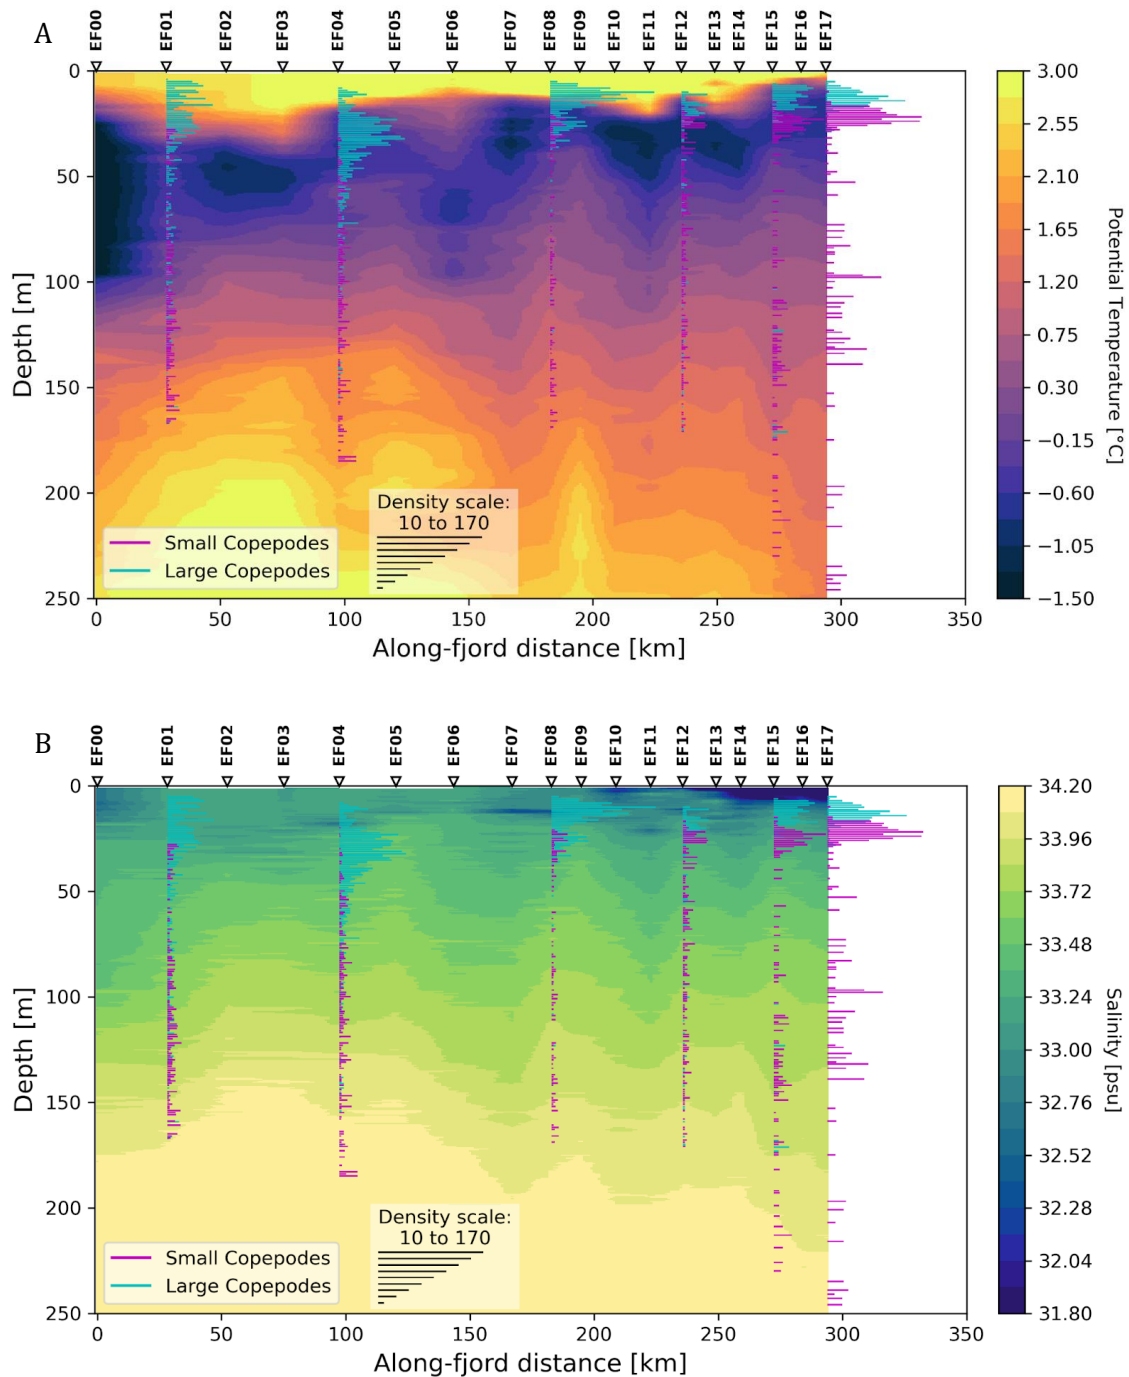 A
EF00 EF01 EF02 EF03 EF04 EF05 EF06 EF07 EF08 EF09 EF10 EF11 EF12 EF13 EF14 EF15 EF16 EF17
0
50
100
150
200
250
Depth [m]
Density scale:
10 to 170
Small Copepodes
Large Copepodes
0 50 100 150 200 250 300 350
Along-fjord distance [km]
3.00
2.55
2.10
1.65
1.20
0.75
0.30
−0.15
−0.60
−1.05
−1.50
Potential Temperature [°C]
B
EF00 EF01 EF02 EF03 EF04 EF05 EF06 EF07 EF08 EF09 EF10 EF11 EF12 EF13 EF14 EF15 EF16 EF17
0
50
100
150
200
250
Depth [m]
Density scale:
10 to 170
Small Copepodes
Large Copepodes
0 50 100 150 200 250 300 350
Along-fjord distance [km]
34.20
33.96
33.72
33.48
33.24
33.00
32.76
32.52
32.28
32.04
31.80
Salinity [psu]